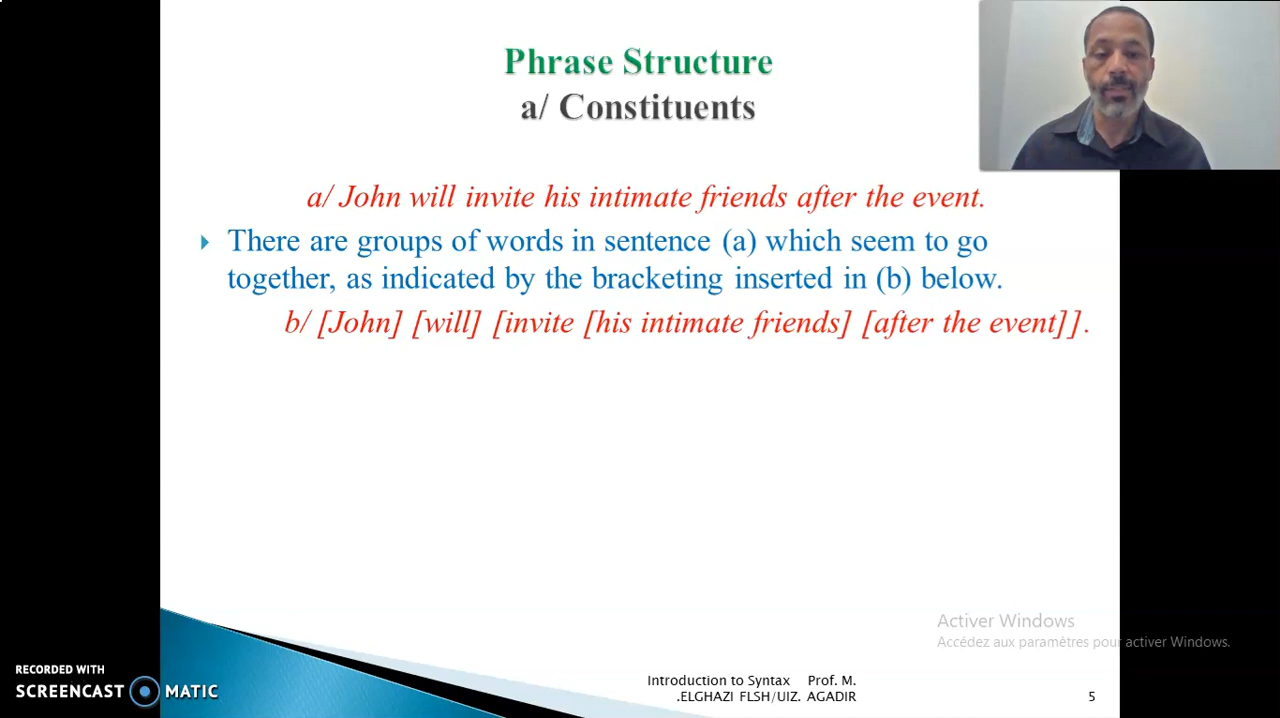 Phrase Structure
a/ Constituents
a/ John will invite his intimate friends after the event.
There are groups of words in sentence (a) which seem to go
together, as indicated by the bracketing inserted in (b) below.
b/ [John] [will] [invite [his intimate friends] [after the event]].
Activer Windows
Accédez aux paramètres pour activer Windows.
RECORDED WITH
SCREENCAST MATIC
Introduction to Syntax Prof. M.
.ELGHAZI FLSH/UIZ. AGADIR
5